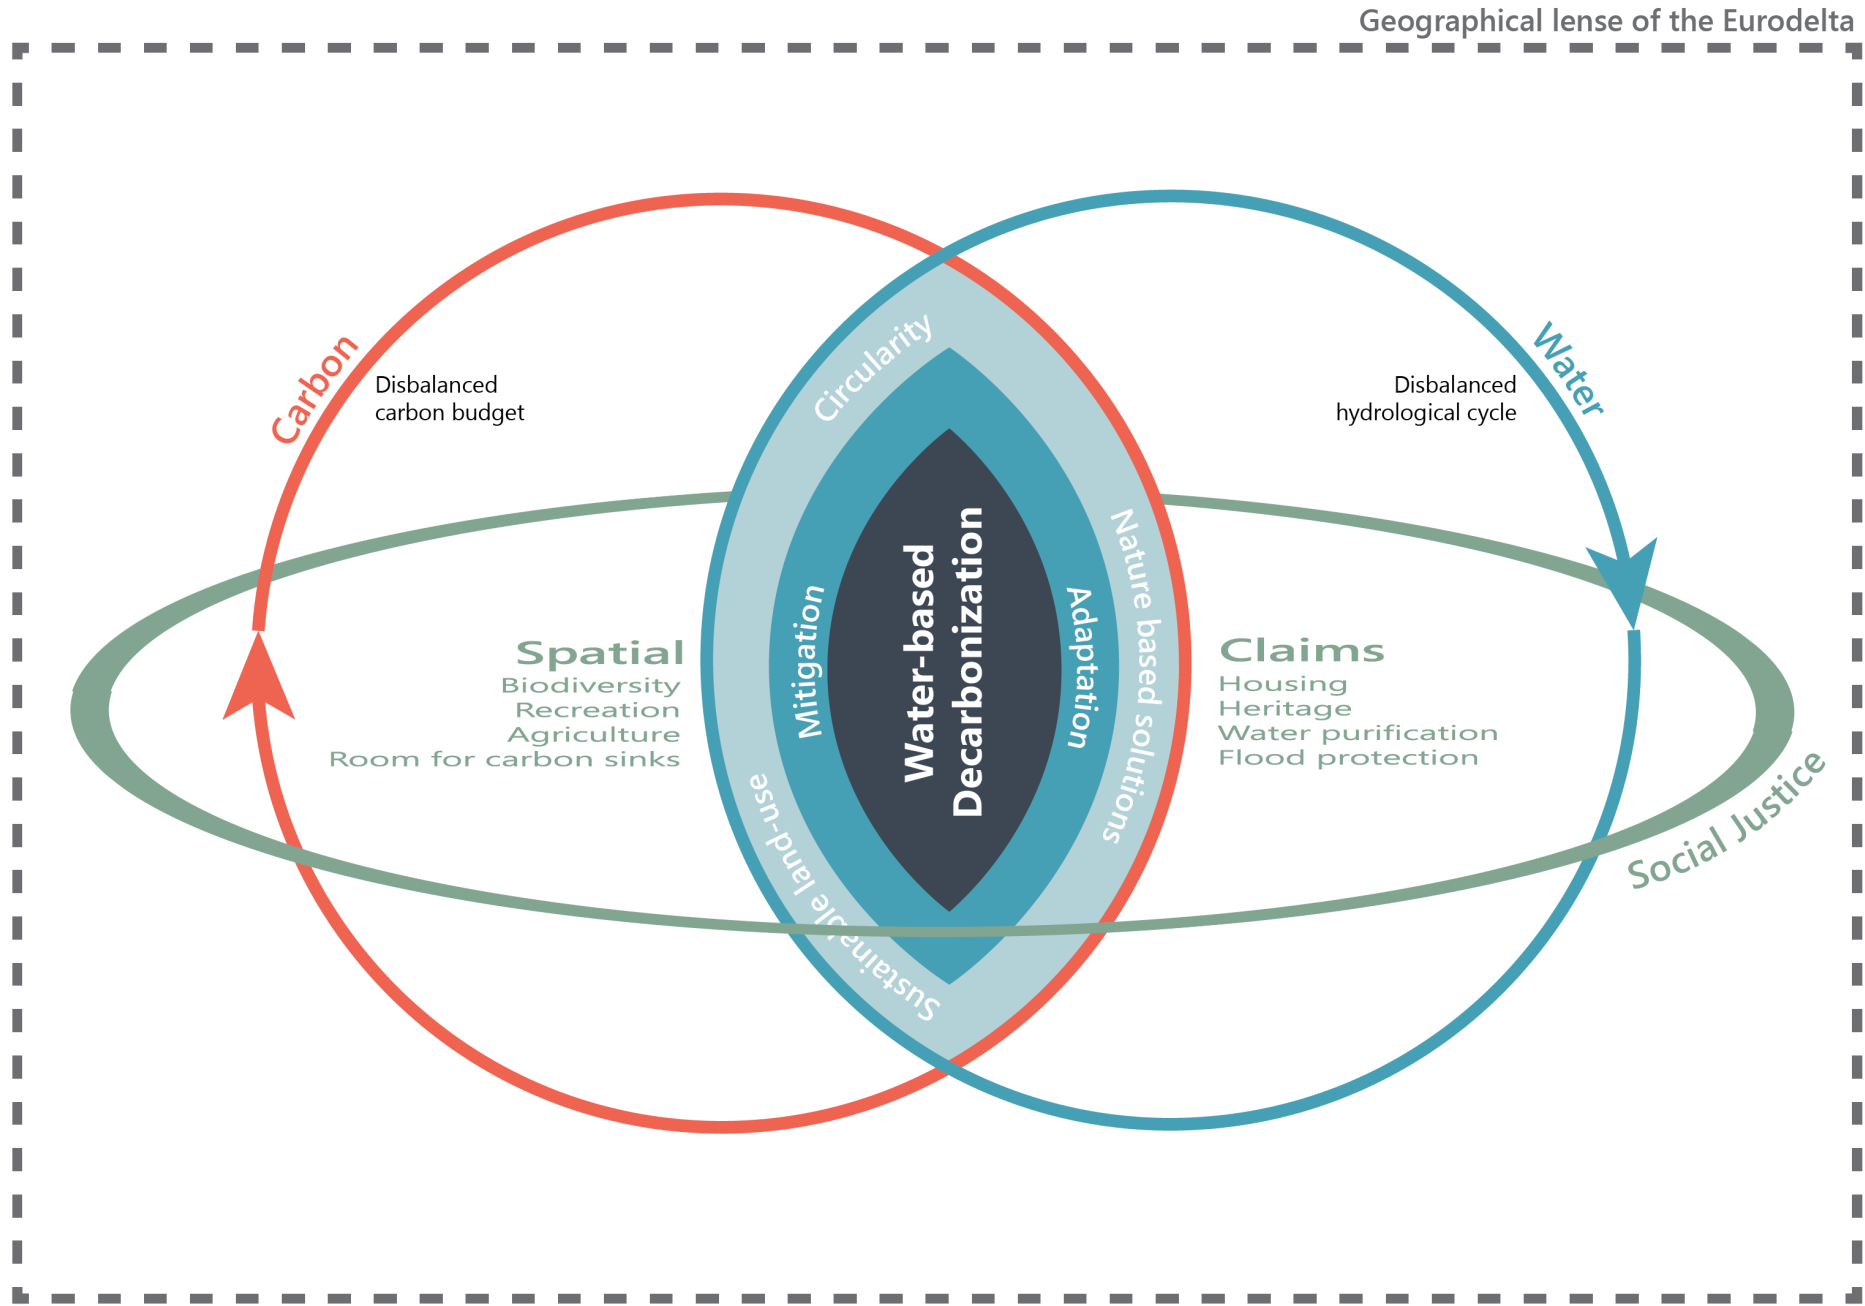 Geographical lense of the Eurodelta
Carbon
Disbalanced
carbon budget
Water
Disbalanced
hydrological cycle
Circularity
Nature based solutions
Sustainable land-use
Mitigation
Adaptation
Water-based
Decarbonization
Spatial
Biodiversity
Recreation
Agriculture
Room for carbon sinks
Claims
Housing
Heritage
Water purification
Flood protection
Social Justice